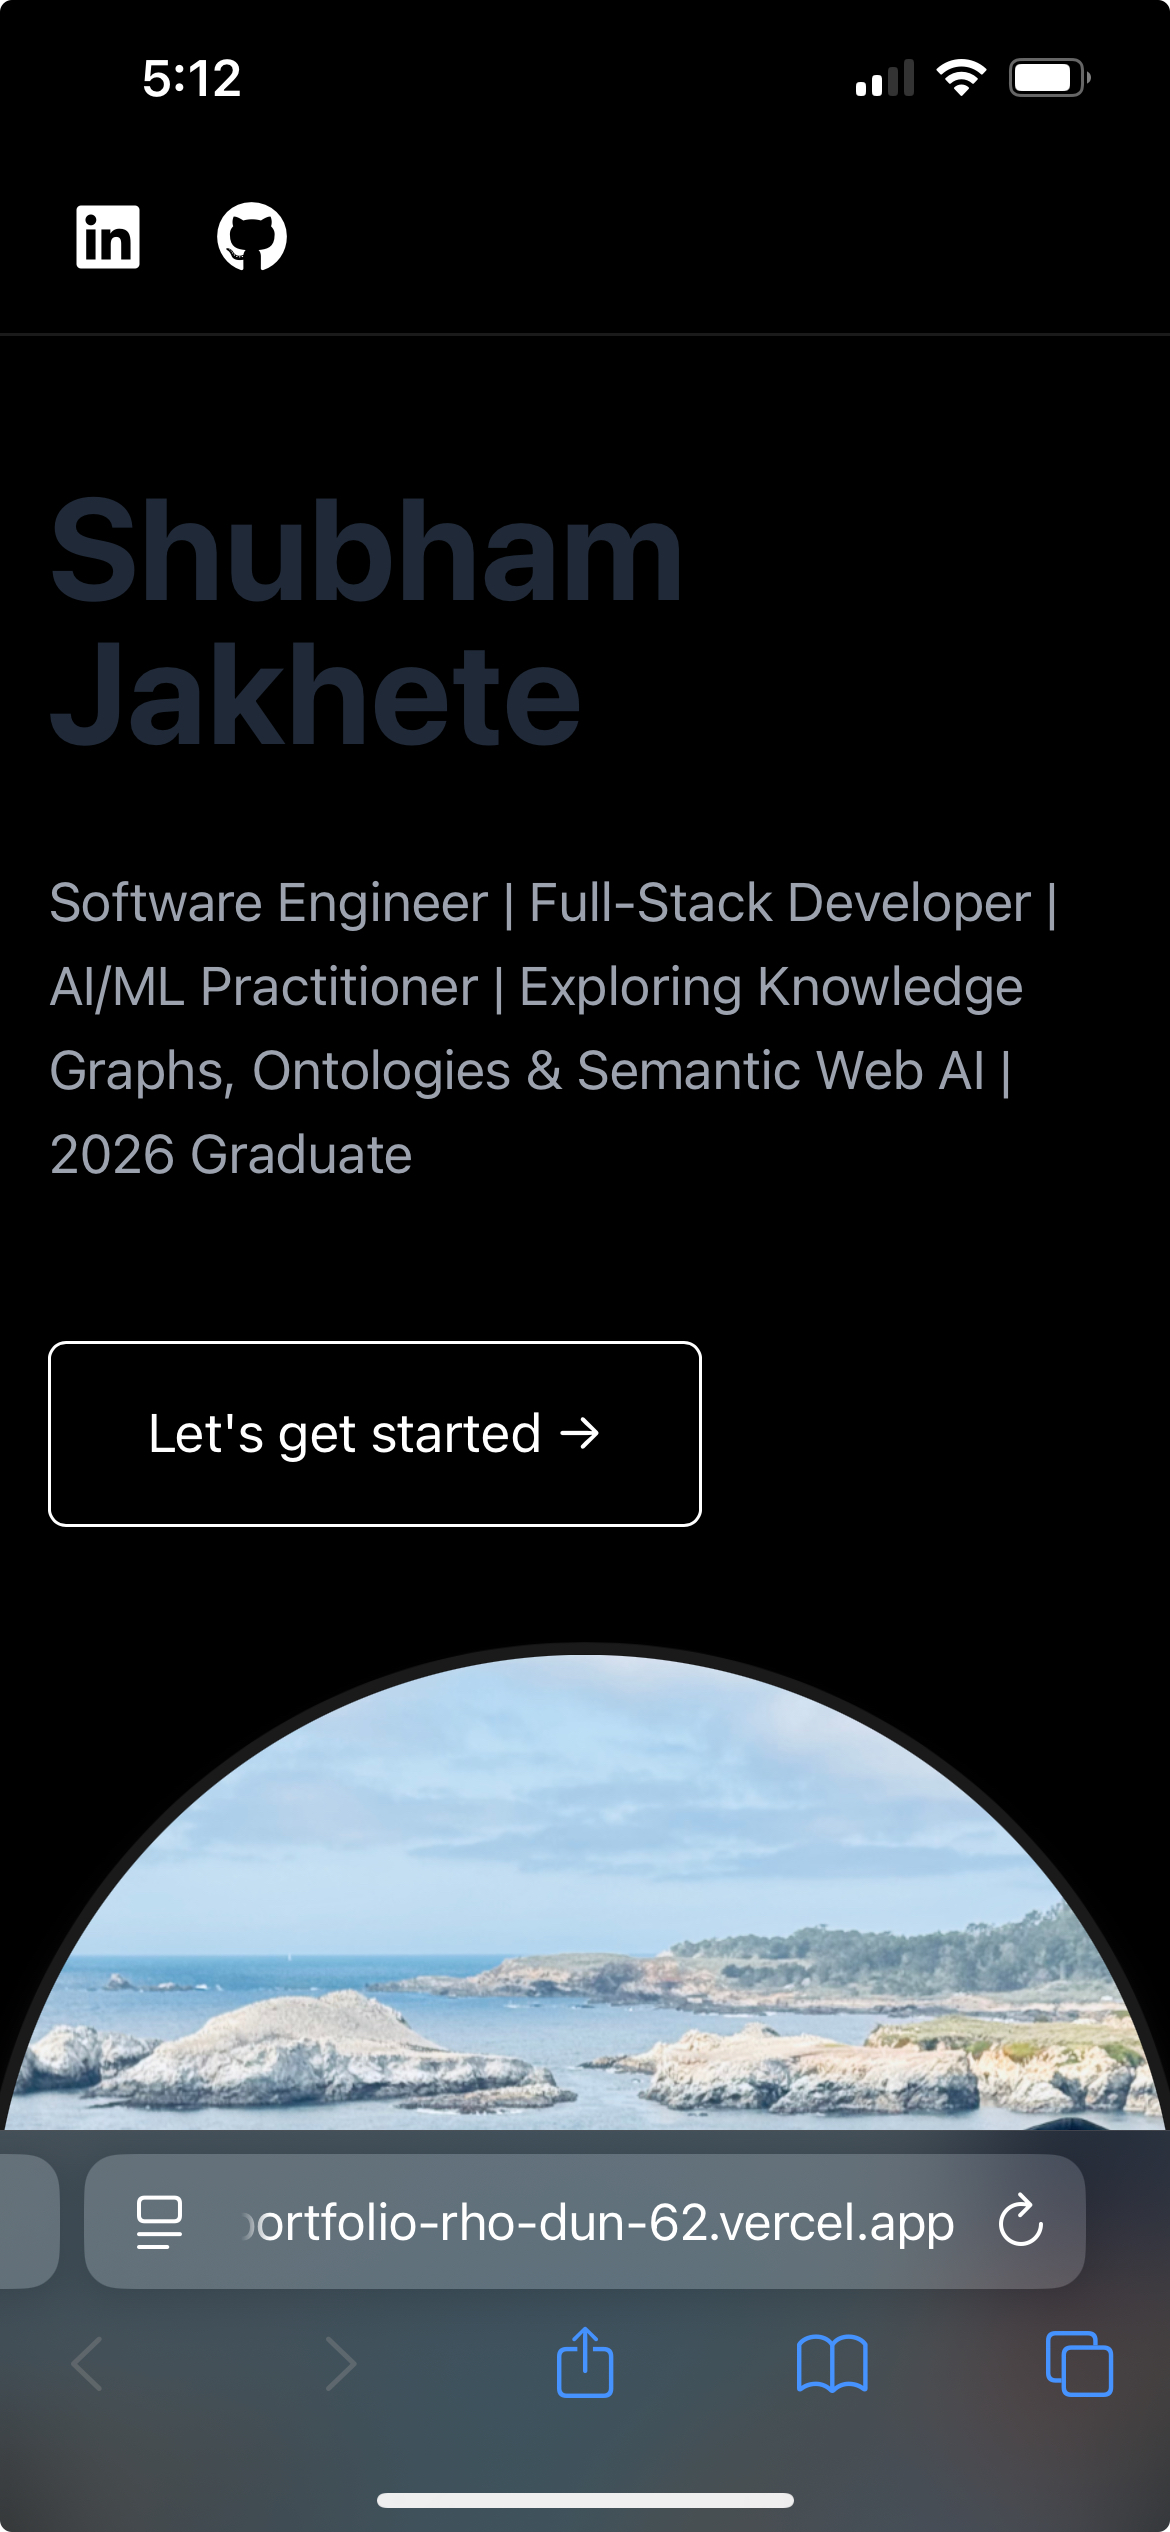 5:12
in
Shubham
Jakhete
Software Engineer | Full-Stack Developer |
AI/ML Practitioner | Exploring Knowledge
Graphs, Ontologies & Semantic Web AI |
2026 Graduate
Let's get started →
ortfolio-rho-dun-62.vercel.app